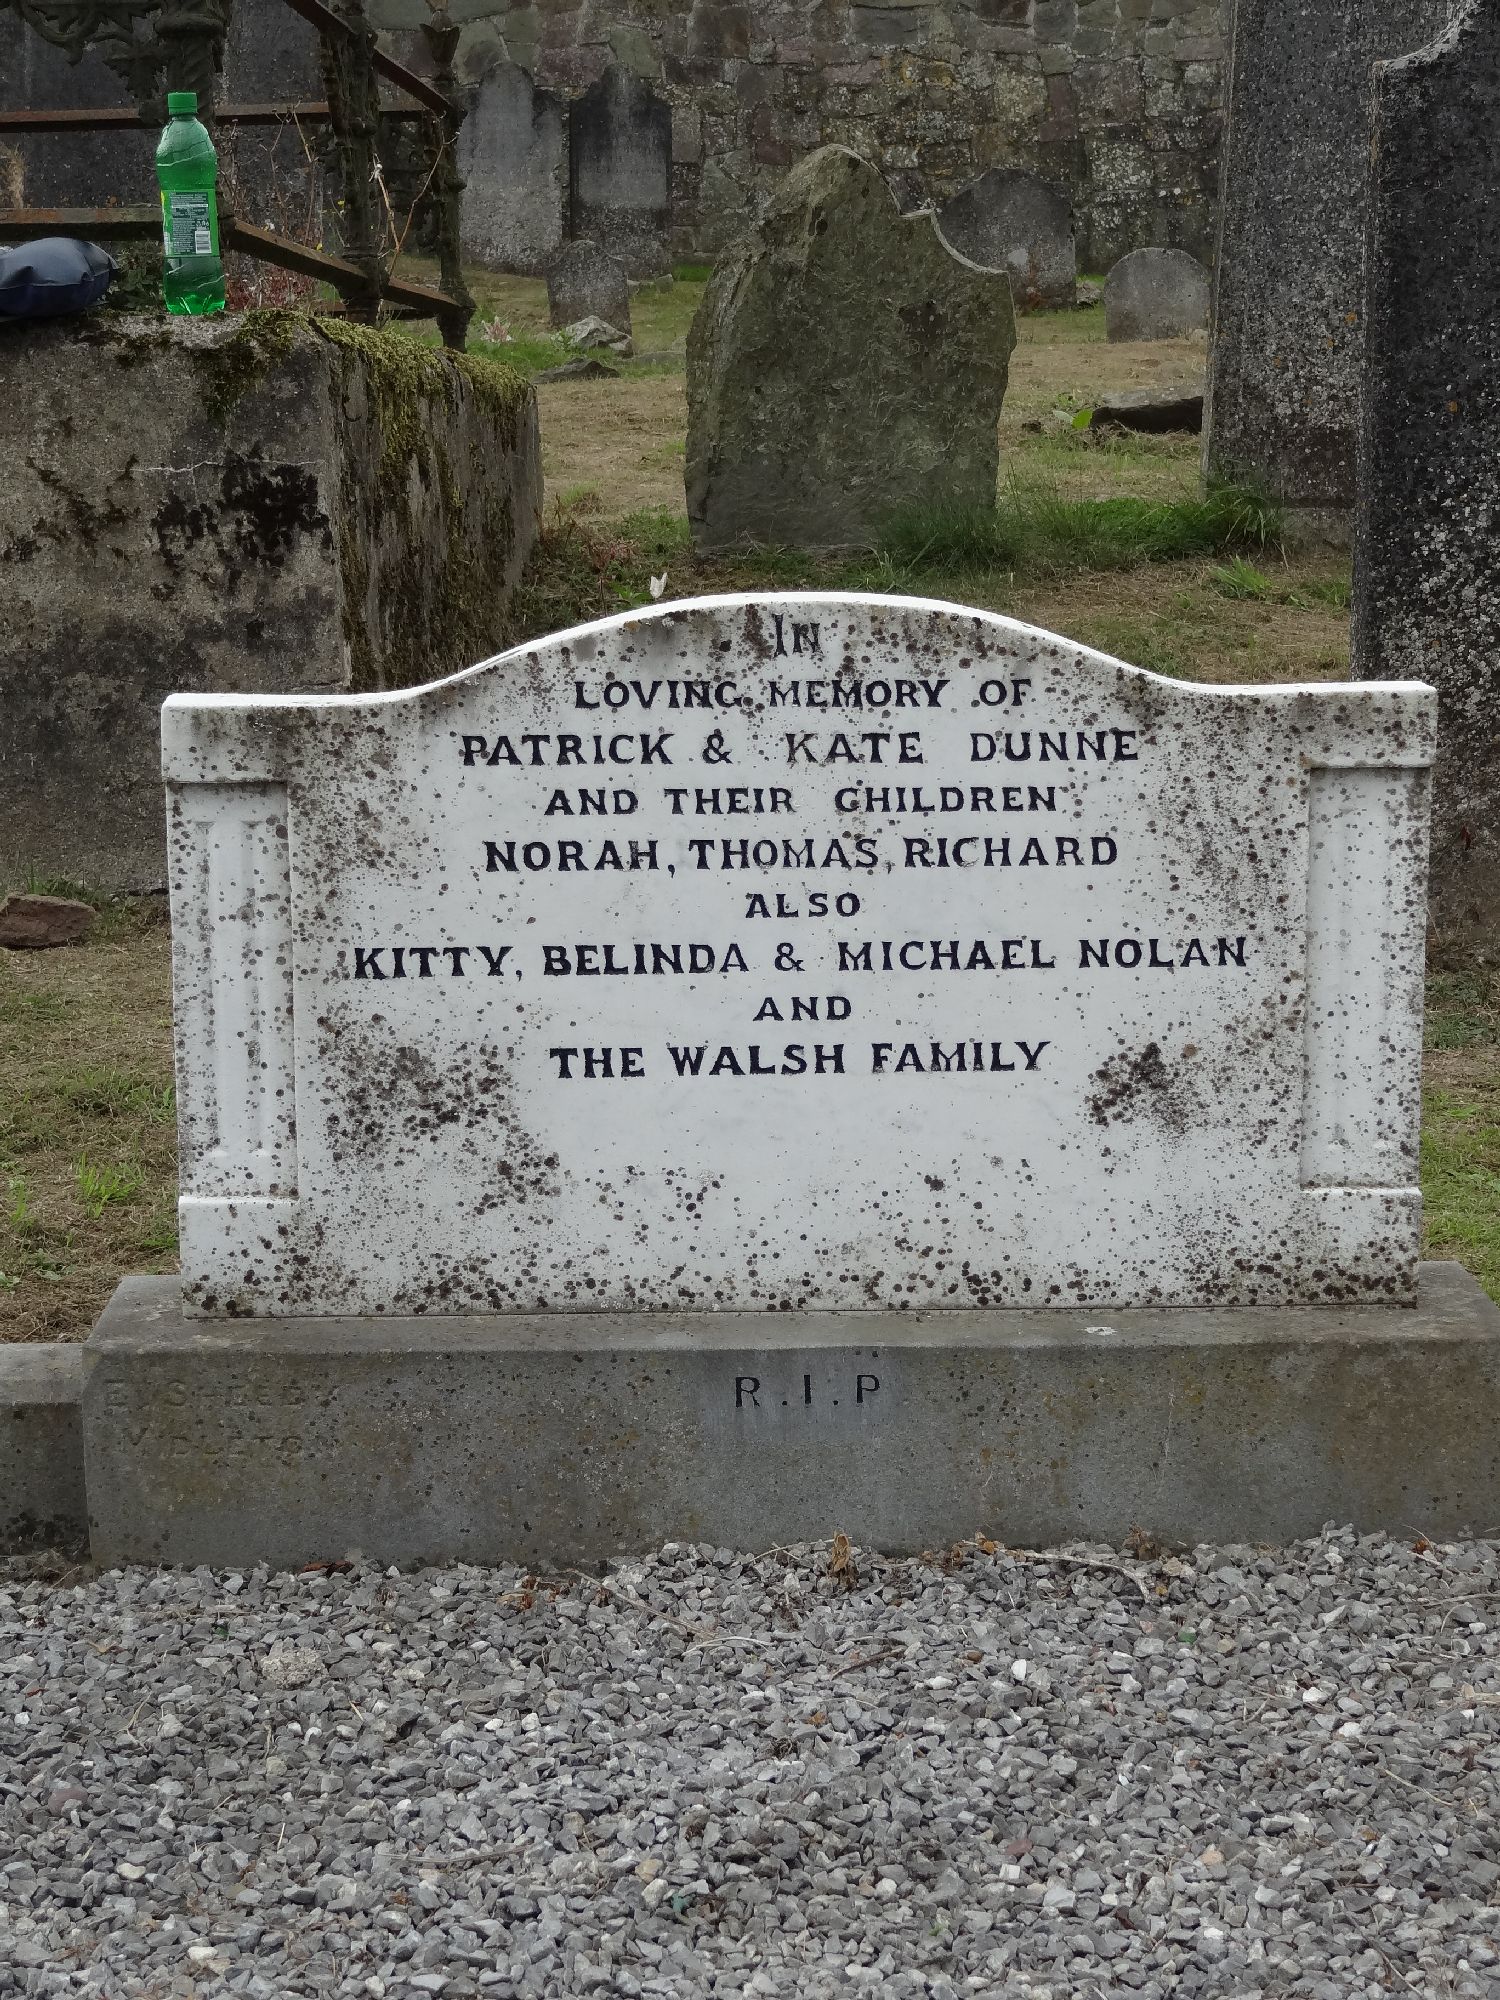 IN
LOVING MEMORY OF
PATRICK & KATE DUNNE
AND THEIR CHILDREN
NORAH, THOMAS, RICHARD
ALSO
KITTY, BELINDA & MICHAEL NOLAN
AND
THE WALSH FAMILY
R.I.P